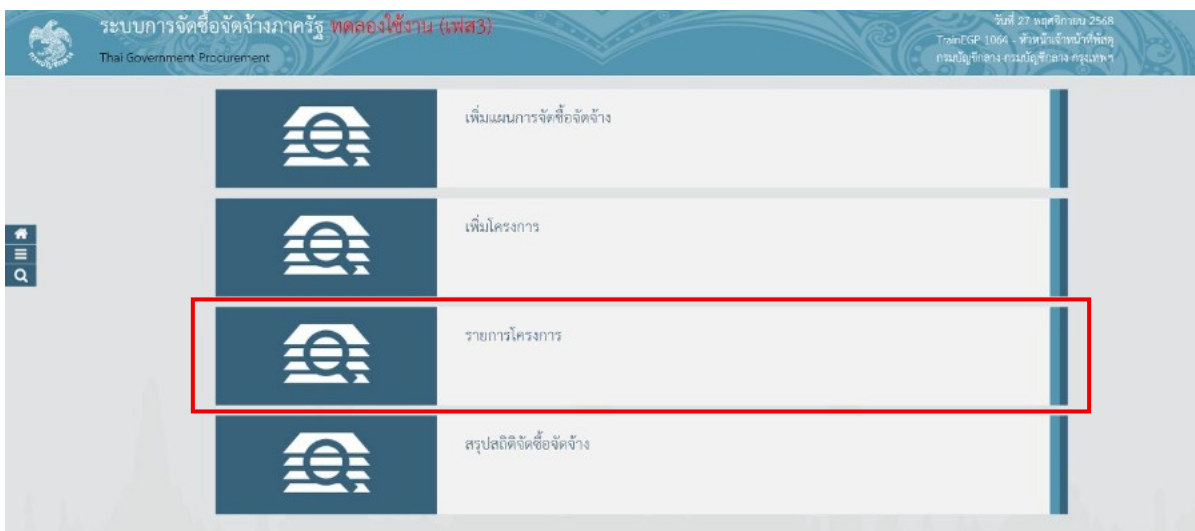 ระบบการจัดซื้อจัดจ้างภาครัฐ ทดลองใช้งาน (เฟส3)
Thai Government Procurement
วันที่ 27 พฤศจิกายน 2568
TrainEGP 1064 - หัวหน้าเจ้าหน้าที่พัสดุ
กรมบัญชีกลาง-กรมบัญชีกลาง กรุงเทพฯ
เพิ่มแผนการจัดซื้อจัดจ้าง
เพิ่มโครงการ
รายการโครงการ
สรุปสถิติจัดซื้อจัดจ้าง